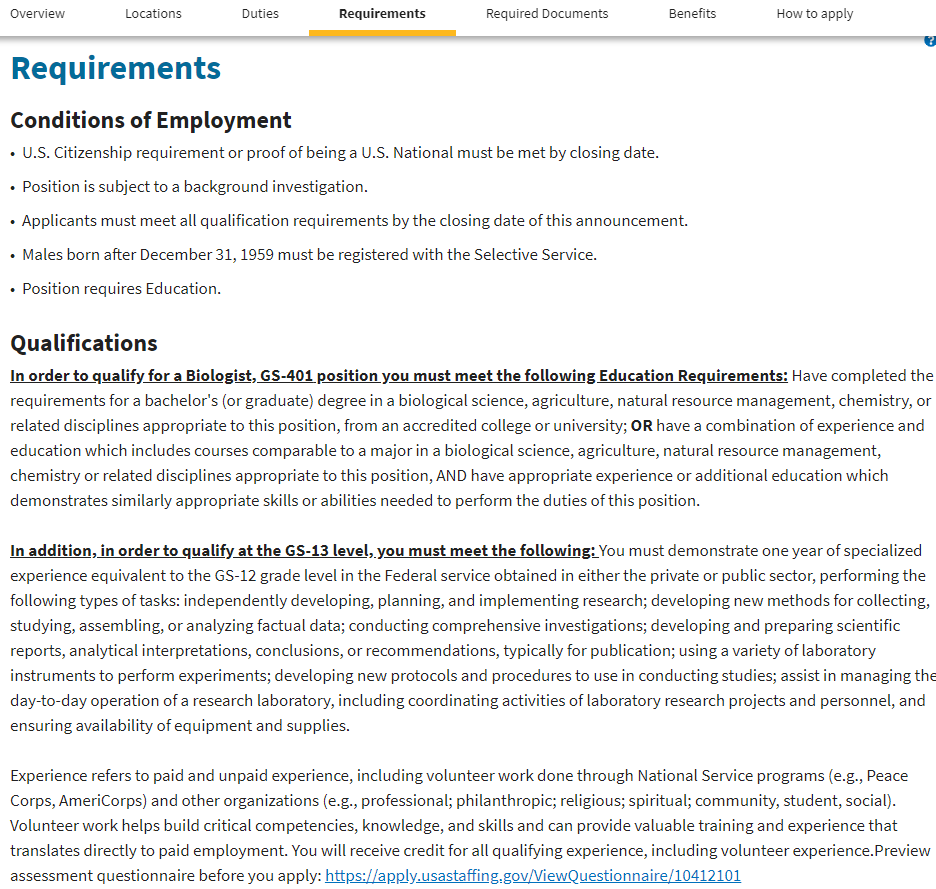 Overview Locations Duties Requirements Required Documents Benefits How to apply
?
Requirements
Conditions of Employment
• U.S. Citizenship requirement or proof of being a U.S. National must be met by closing date.
• Position is subject to a background investigation.
• Applicants must meet all qualification requirements by the closing date of this announcement.
• Males born after December 31, 1959 must be registered with the Selective Service.
• Position requires Education.
Qualifications
In order to qualify for a Biologist, GS-401 position you must meet the following Education Requirements: Have completed the
requirements for a bachelor's (or graduate) degree in a biological science, agriculture, natural resource management, chemistry, or
related disciplines appropriate to this position, from an accredited college or university; OR have a combination of experience and
education which includes courses comparable to a major in a biological science, agriculture, natural resource management,
chemistry or related disciplines appropriate to this position, AND have appropriate experience or additional education which
demonstrates similarly appropriate skills or abilities needed to perform the duties of this position.
In addition, in order to qualify at the GS-13 level, you must meet the following: You must demonstrate one year of specialized
experience equivalent to the GS-12 grade level in the Federal service obtained in either the private or public sector, performing the
following types of tasks: independently developing, planning, and implementing research; developing new methods for collecting,
studying, assembling, or analyzing factual data; conducting comprehensive investigations; developing and preparing scientific
reports, analytical interpretations, conclusions, or recommendations, typically for publication; using a variety of laboratory
instruments to perform experiments; developing new protocols and procedures to use in conducting studies; assist in managing the
day-to-day operation of a research laboratory, including coordinating activities of laboratory research projects and personnel, and
ensuring availability of equipment and supplies.
Experience refers to paid and unpaid experience, including volunteer work done through National Service programs (e.g., Peace
Corps, AmeriCorps) and other organizations (e.g., professional; philanthropic; religious; spiritual; community, student, social).
Volunteer work helps build critical competencies, knowledge, and skills and can provide valuable training and experience that
translates directly to paid employment. You will receive credit for all qualifying experience, including volunteer experience.Preview
assessment questionnaire before you apply: https://apply.usastaffing.gov/ViewQuestionnaire/10412101